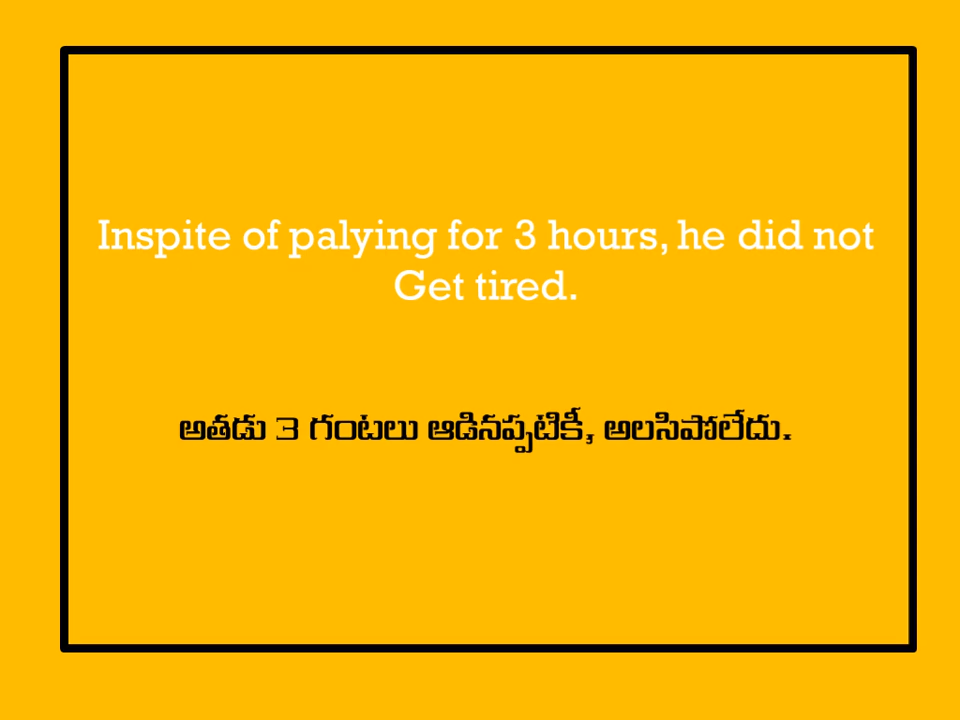 Inspite of palying for 3 hours, he did not
Get tired.
అతడు 3 గంటలు ఆడినప్పటికీ, అలసిపోలేదు.